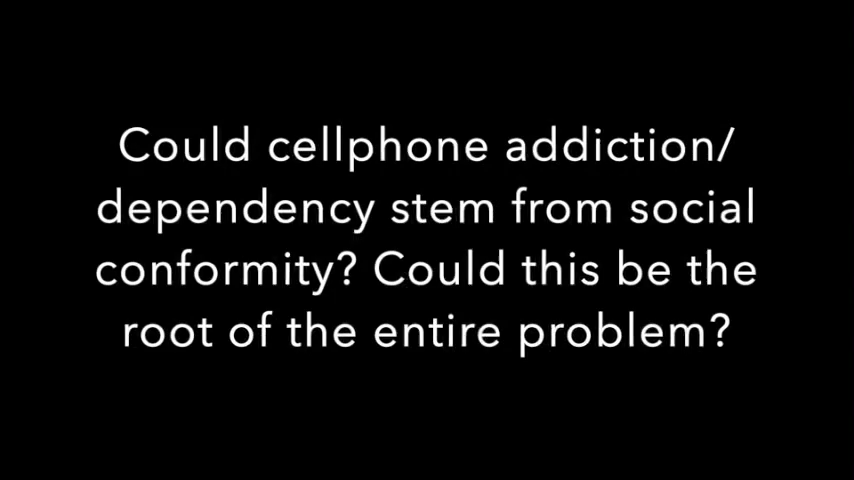 Could cellphone addiction/
dependency stem from social
conformity? Could this be the
root of the entire problem?